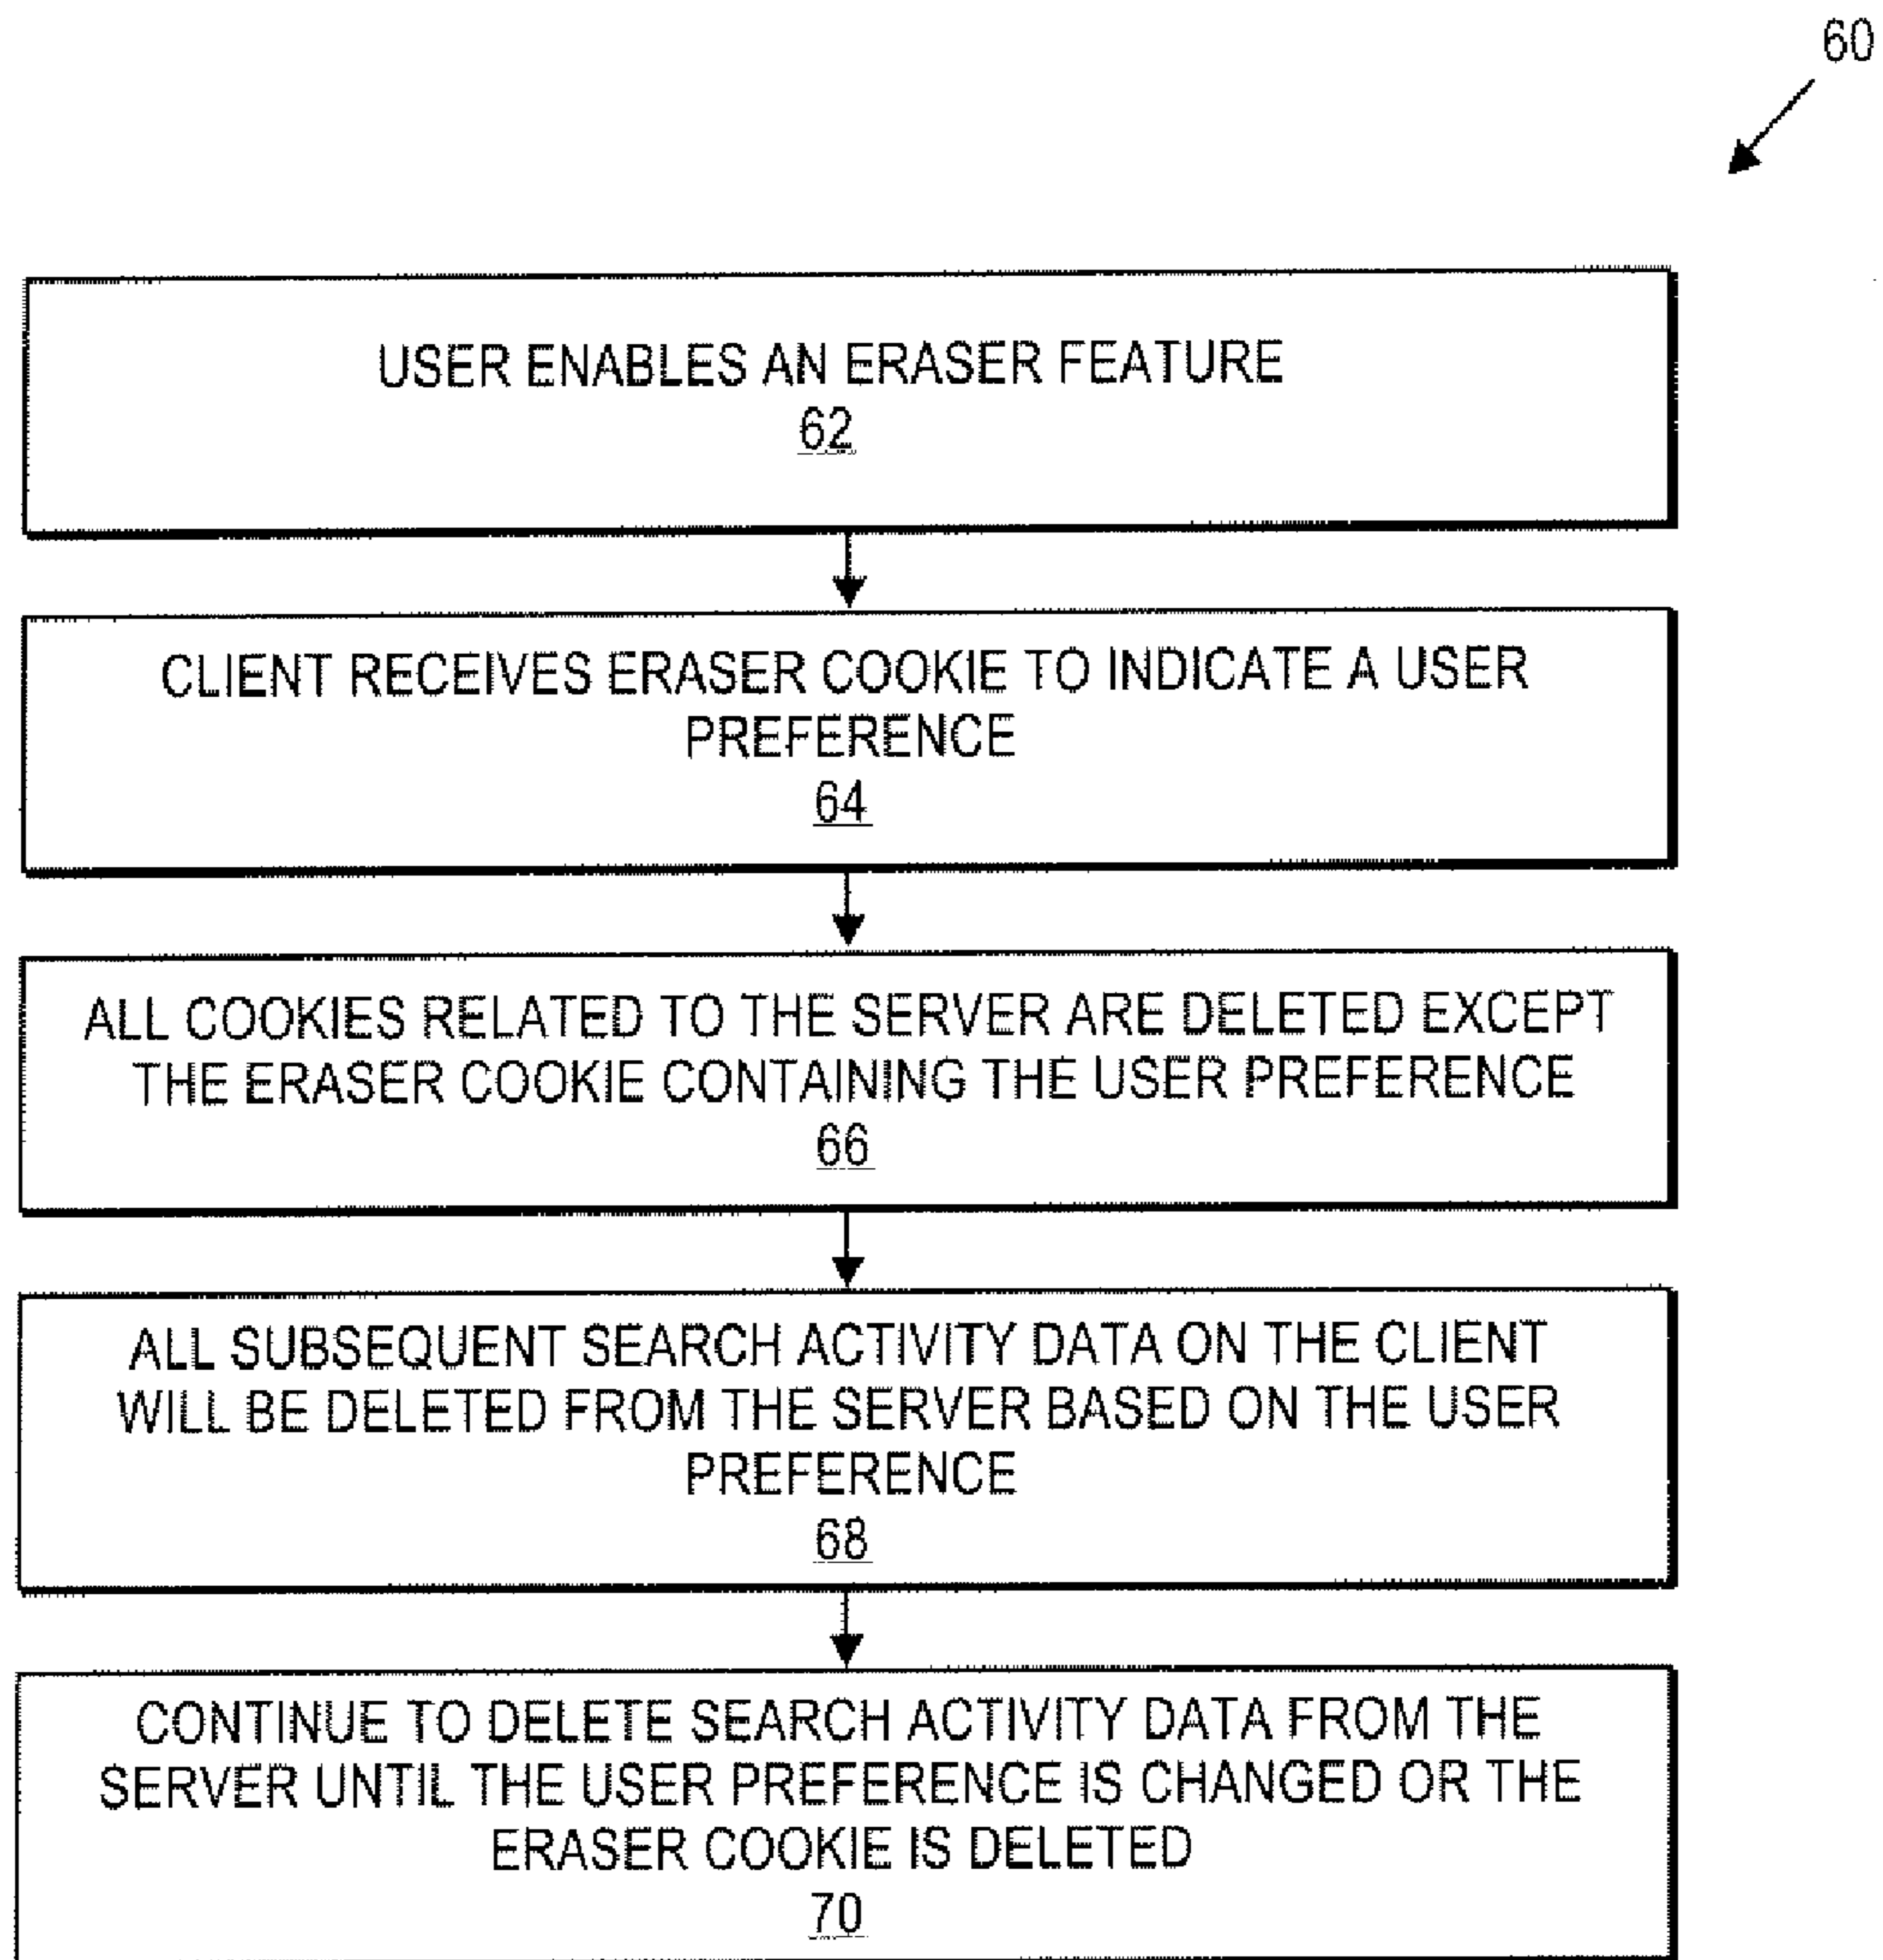 60
USER ENABLES AN ERASER FEATURE
62
CLIENT RECEIVES ERASER COOKIE TO INDICATE A USER
PREFERENCE
64
ALL COOKIES RELATED TO THE SERVER ARE DELETED EXCEPT
THE ERASER COOKIE CONTAINING THE USER PREFERENCE
66
ALL SUBSEQUENT SEARCH ACTIVITY DATA ON THE CLIENT
WILL BE DELETED FROM THE SERVER BASED ON THE USER
PREFERENCE
68
CONTINUE TO DELETE SEARCH ACTIVITY DATA FROM THE
SERVER UNTIL THE USER PREFERENCE IS CHANGED OR THE
ERASER COOKIE IS DELETED
70